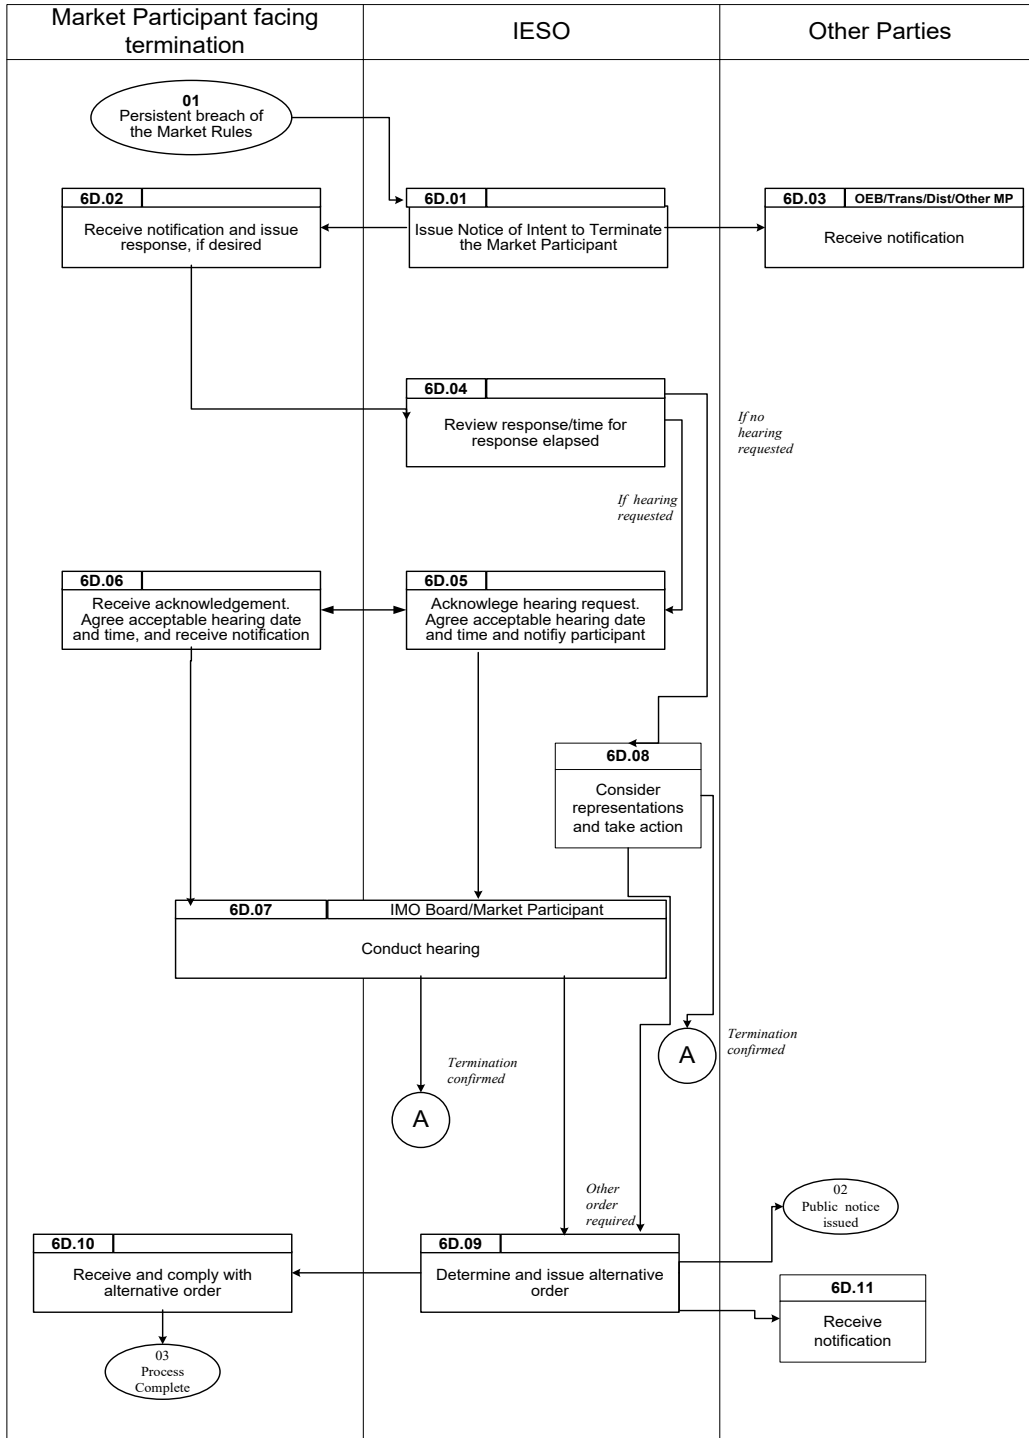 Market Participant facing
termination
IESO
Other Parties
01
Persistent breach of
the Market Rules
6D.02
Receive notification and issue
response, if desired
6D.01
Issue Notice of Intent to Terminate
the Market Participant
6D.03
OEB/Trans/Dist/Other MP
Receive notification
6D.04
Review response/time for
response elapsed
If no
hearing
requested
If hearing
requested
6D.06
Receive acknowledgement.
Agree acceptable hearing date
and time, and receive notification
6D.05
Acknowlege hearing request.
Agree acceptable hearing date
and time and notifiy participant
6D.08
Consider
representations
and take action
6D.07
IMO Board/Market Participant
Conduct hearing
Termination
confirmed
A
A
Termination
confirmed
Other
order
required
02
Public notice
issued
6D.10
Receive and comply with
alternative order
6D.09
Determine and issue alternative
order
6D.11
Receive
notification
03
Process
Complete